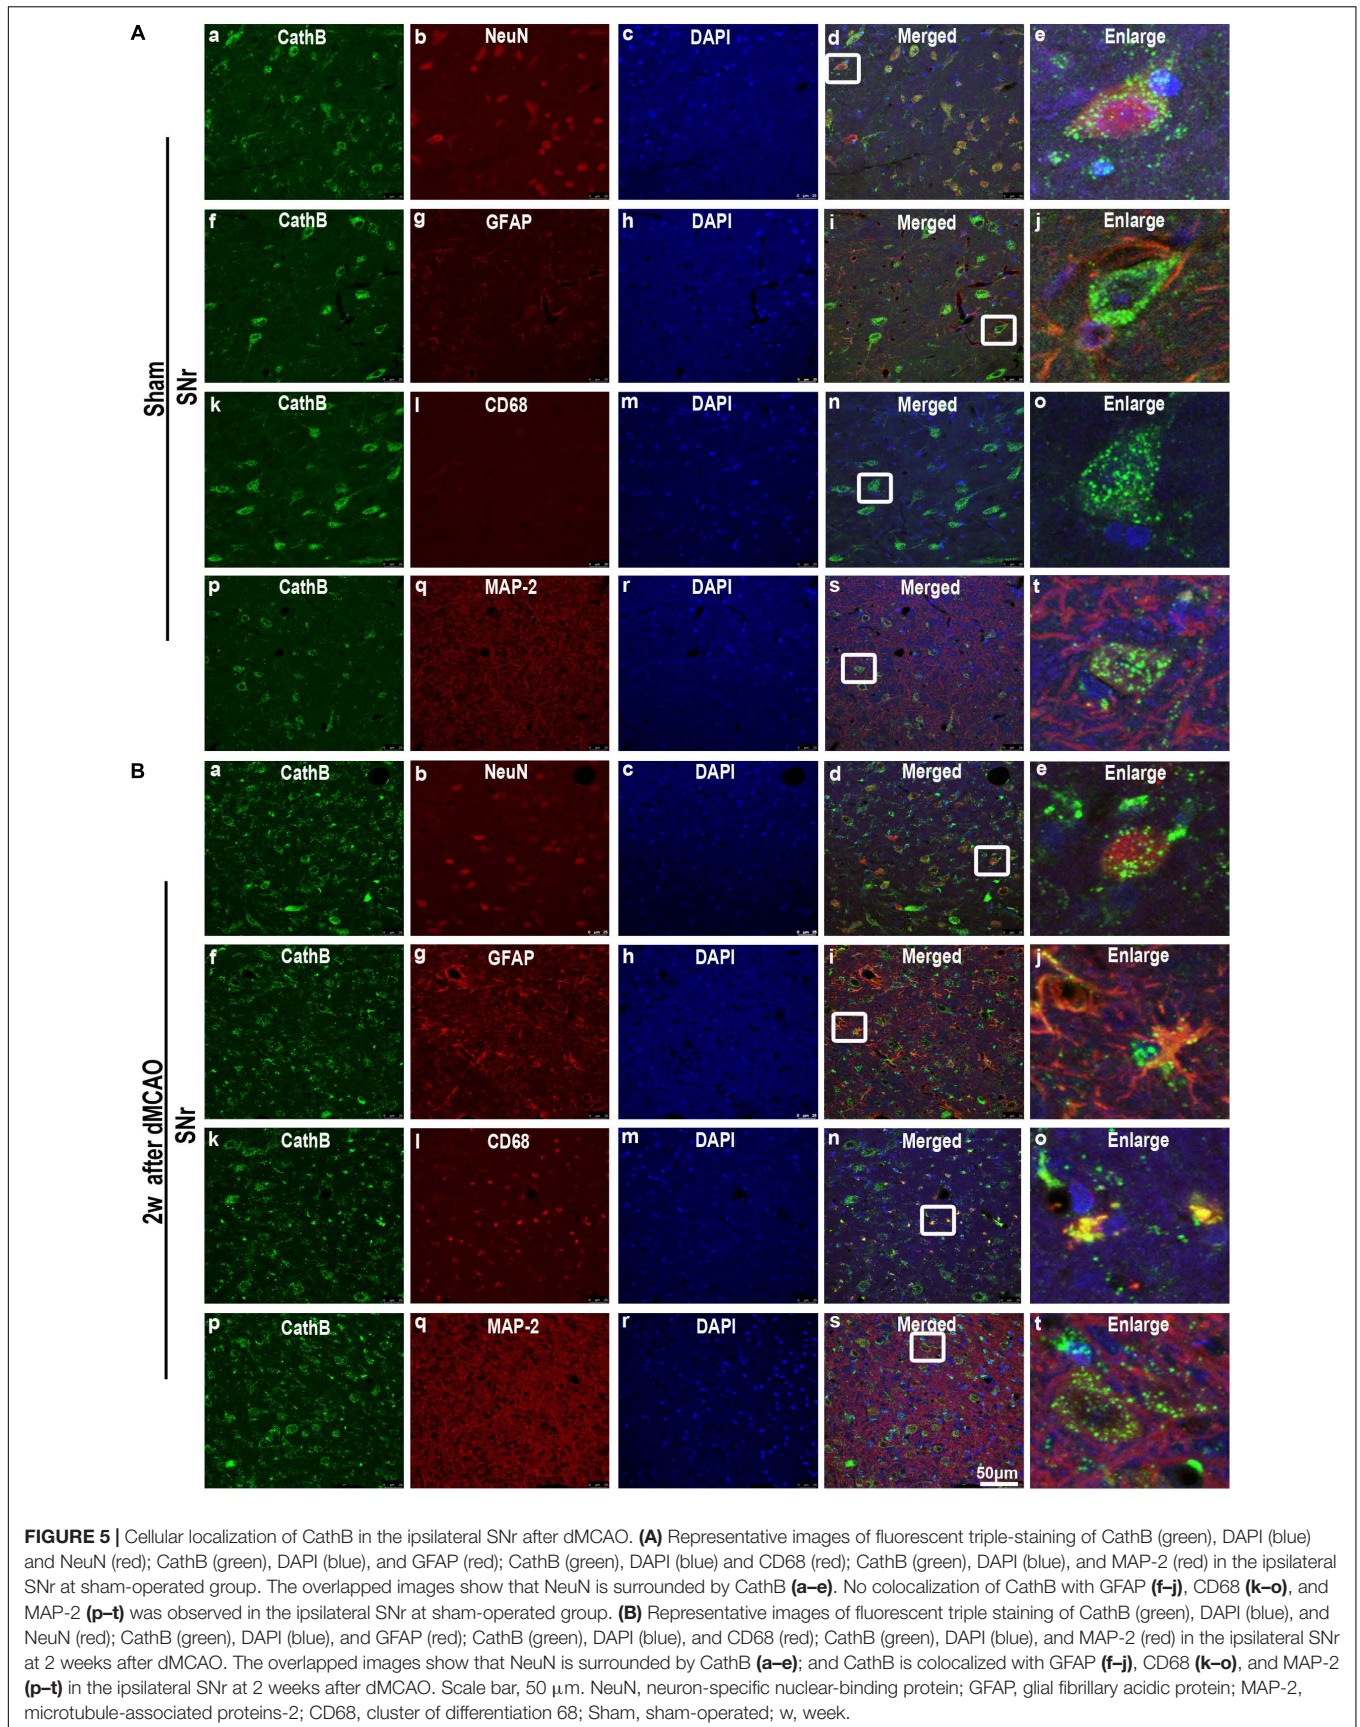 A
a CathB b NeuN c DAPI d Merged e Enlarge
f CathB g GFAP h DAPI i Merged j Enlarge
Sham
SNr
k CathB l CD68 m DAPI n Merged o Enlarge
p CathB q MAP-2 r DAPI s Merged t Enlarge
B
a CathB b NeuN c DAPI d Merged e Enlarge
f CathB g GFAP h DAPI i Merged j Enlarge
2w after dMCAO
SNr
k CathB l CD68 m DAPI n Merged o Enlarge
p CathB q MAP-2 r DAPI s Merged t Enlarge
50μm
FIGURE 5 | Cellular localization of CathB in the ipsilateral SNr after dMCAO. (A) Representative images of fluorescent triple-staining of CathB (green), DAPI (blue)
and NeuN (red); CathB (green), DAPI (blue), and GFAP (red); CathB (green), DAPI (blue) and CD68 (red); CathB (green), DAPI (blue), and MAP-2 (red) in the ipsilateral
SNr at sham-operated group. The overlapped images show that NeuN is surrounded by CathB (a–e). No colocalization of CathB with GFAP (f–j), CD68 (k–o), and
MAP-2 (p–t) was observed in the ipsilateral SNr at sham-operated group. (B) Representative images of fluorescent triple staining of CathB (green), DAPI (blue), and
NeuN (red); CathB (green), DAPI (blue), and GFAP (red); CathB (green), DAPI (blue), and CD68 (red); CathB (green), DAPI (blue), and MAP-2 (red) in the ipsilateral SNr
at 2 weeks after dMCAO. The overlapped images show that NeuN is surrounded by CathB (a–e); and CathB is colocalized with GFAP (f–j), CD68 (k–o), and MAP-2
(p–t) in the ipsilateral SNr at 2 weeks after dMCAO. Scale bar, 50 μm. NeuN, neuron-specific nuclear-binding protein; GFAP, glial fibrillary acidic protein; MAP-2,
microtubule-associated proteins-2; CD68, cluster of differentiation 68; Sham, sham-operated; w, week.